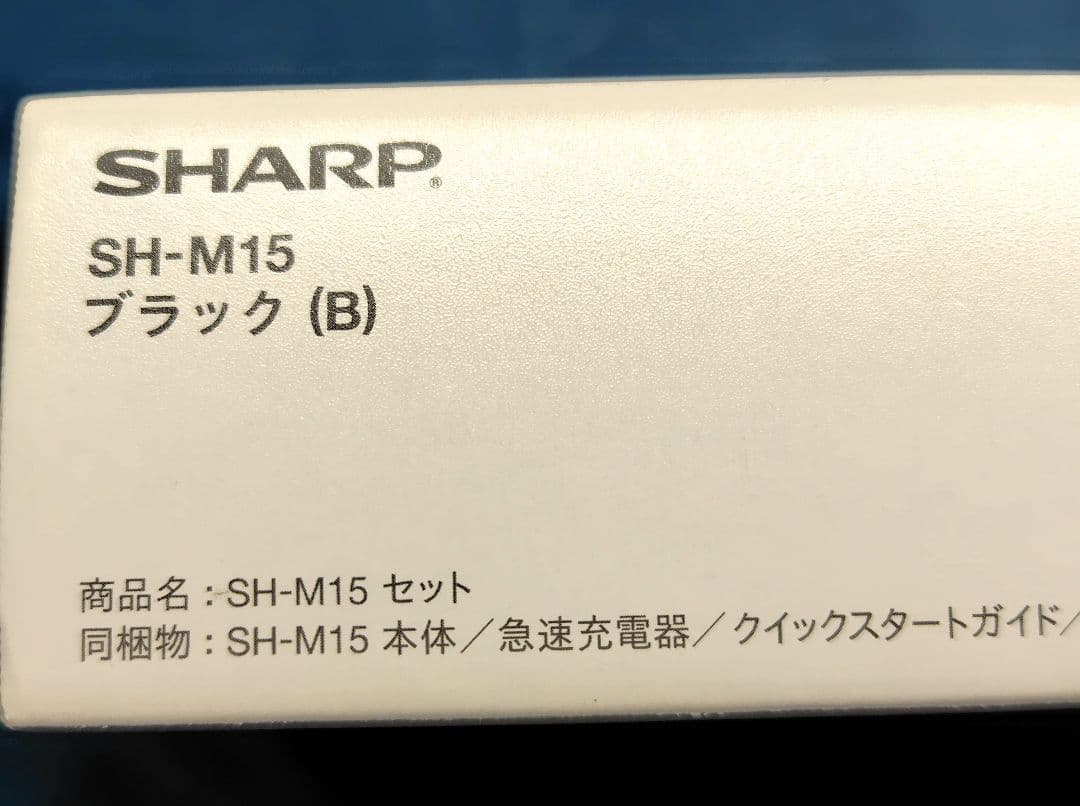 SHARP®
SH-M15
ブラック (B)
商品名：SH-M15 セット
同梱物：SH-M15 本体／急速充電器／クイックスタートガイド／